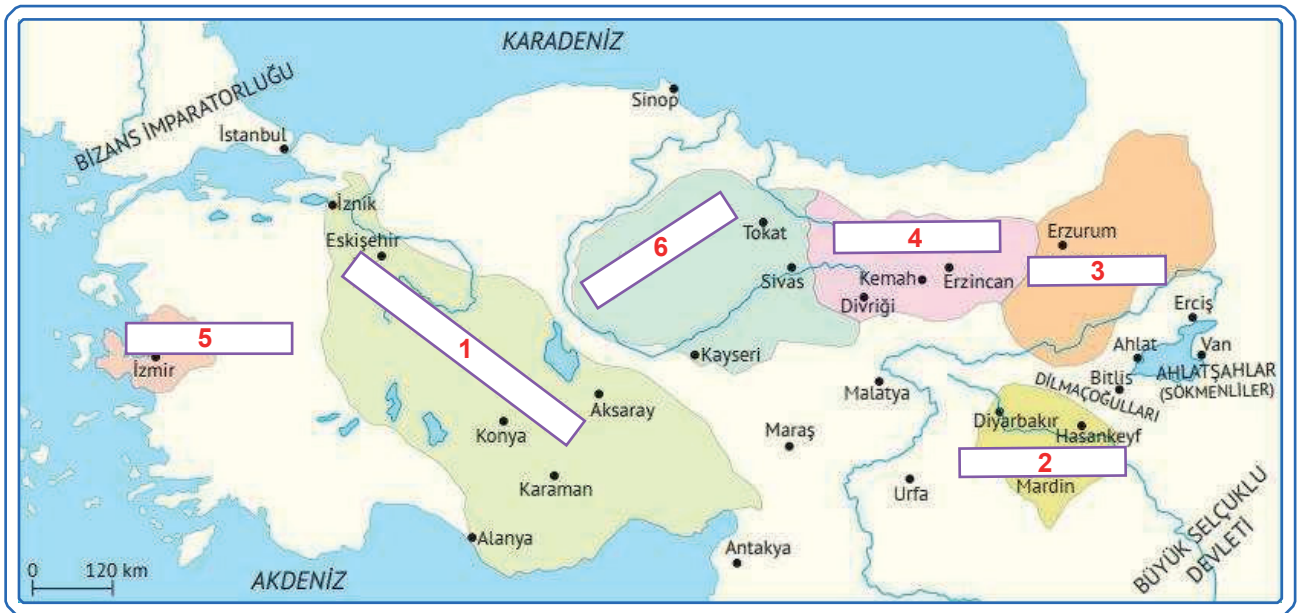 KARADENİZ
BİZANS İMPARATORLUĞU
Sinop
İstanbul
İznik
Eskişehir
6
Tokat
4
Erzurum
3
Sivas
Kemah
Erzincan
Divriği
Erciş
5
İzmir
1
Kayseri
Ahlat
Van
Bitlis
AHLATŞAHLAR
(SÖKMENLİLER)
DİLMAÇOĞULLARI
Malatya
Aksaray
Konya
Diyarbakır
Hasankeyf
Maraş
2
Mardin
Karaman
Urfa
Alanya
Antakya
BÜYÜK SELÇUKLU
DEVLETİ
0 120 km
AKDENİZ